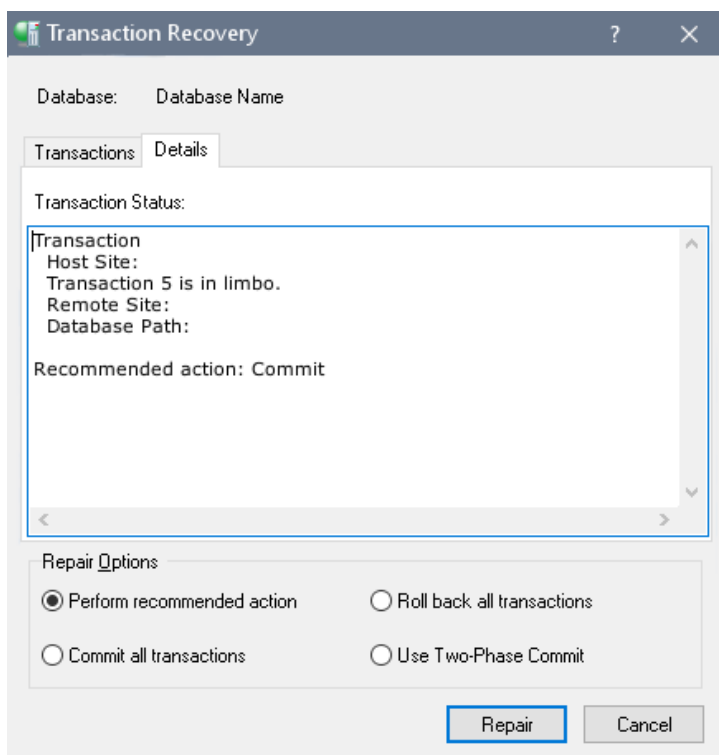 Transaction Recovery
Database: Database Name
Transactions Details
Transaction Status:
Transaction
Host Site:
Transaction 5 is in limbo.
Remote Site:
Database Path:
Recommended action: Commit
Repair Options
Perform recommended action Roll back all transactions
Commit all transactions Use Two-Phase Commit
Repair Cancel